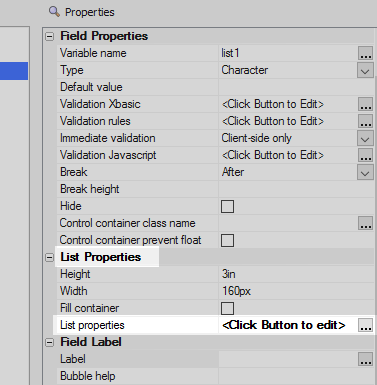 Properties
Field Properties
Variable name list1 ...
Type Character
Default value
Validation Xbasic <Click Button to Edit> ...
Validation rules <Click Button to Edit> ...
Immediate validation Client-side only
Validation Javascript <Click Button to Edit> ...
Break After
Break height
Hide
Control container class name ...
Control container prevent float
List Properties
Height 3in
Width 160px
Fill container
List properties <Click Button to edit> ...
Field Label
Label ...
Bubble help